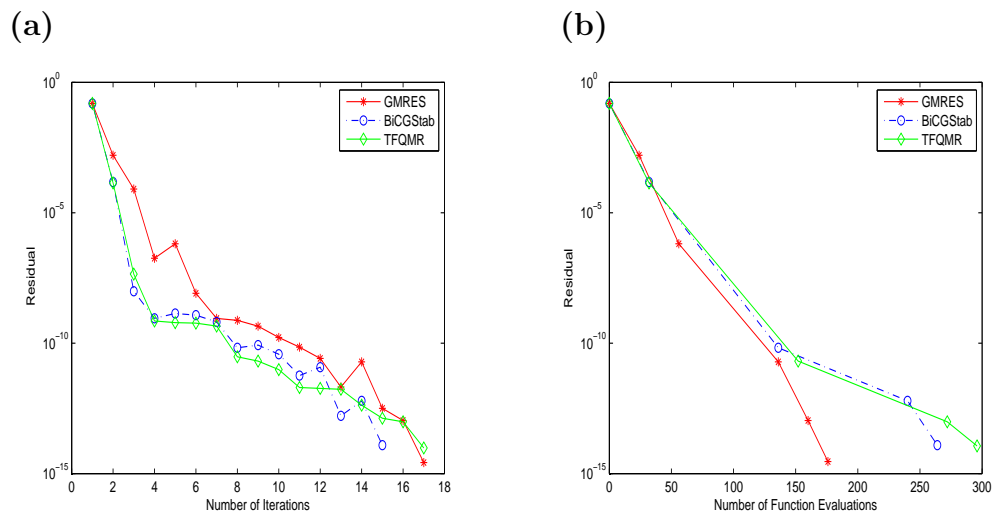 (a)
(b)
10^0
10^-5
10^-10
10^-15
Residual
GMRES
BiCGStab
TFQMR
0 2 4 6 8 10 12 14 16 18
Number of Iterations
10^0
10^-5
10^-10
10^-15
Residual
GMRES
BiCGStab
TFQMR
0 50 100 150 200 250 300
Number of Function Evaluations